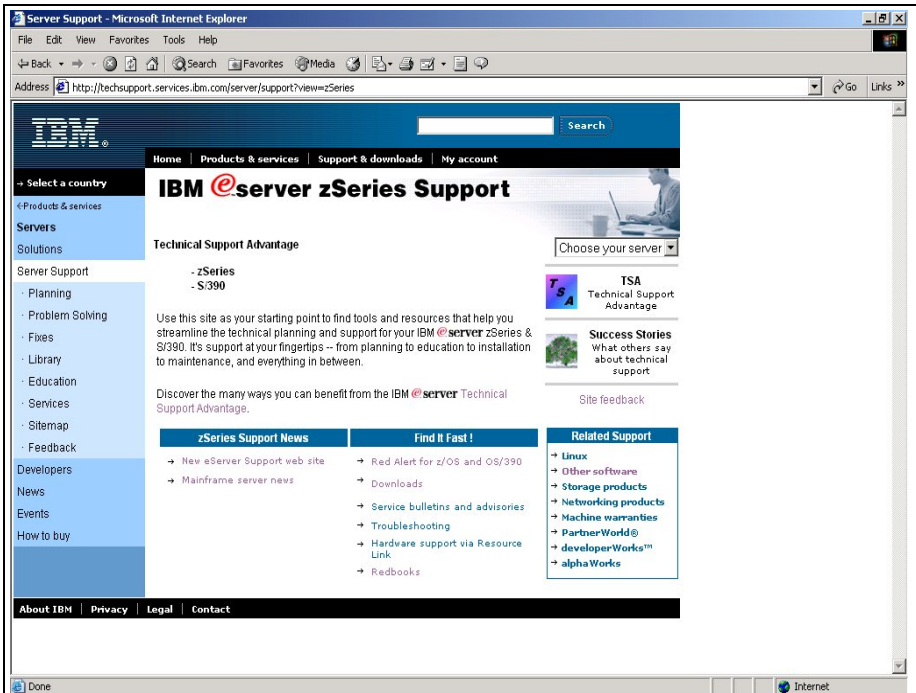 Server Support - Microsoft Internet Explorer
File Edit View Favorites Tools Help
Back Search Favorites Media
Address http://techsupport.services.ibm.com/server/support?view=zSeries Go Links »
IBM®
Search
Home | Products & services | Support & downloads | My account
→ Select a country
IBM eserver zSeries Support
Products & services
Servers
Solutions
Server Support
· Planning
· Problem Solving
· Fixes
· Library
· Education
· Services
· Sitemap
· Feedback
Developers
News
Events
How to buy
Technical Support Advantage
- zSeries
- S/390
Use this site as your starting point to find tools and resources that help you
streamline the technical planning and support for your IBM eserver zSeries &
S/390. It's support at your fingertips -- from planning to education to installation
to maintenance, and everything in between.
Discover the many ways you can benefit from the IBM eserver Technical
Support Advantage.
Choose your server
TSA
TSA
Technical Support
Advantage
Success Stories
What others say
about technical
support
Site feedback
zSeries Support News
→ New eServer Support web site
→ Mainframe server news
Find It Fast !
→ Red Alert for z/OS and OS/390
→ Downloads
→ Service bulletins and advisories
→ Troubleshooting
→ Hardware support via Resource
Link
→ Redbooks
Related Support
→ Linux
→ Other software
→ Storage products
→ Networking products
→ Machine warranties
→ PartnerWorld®
→ developerWorks™
→ alphaWorks
About IBM | Privacy | Legal | Contact
Done
Internet